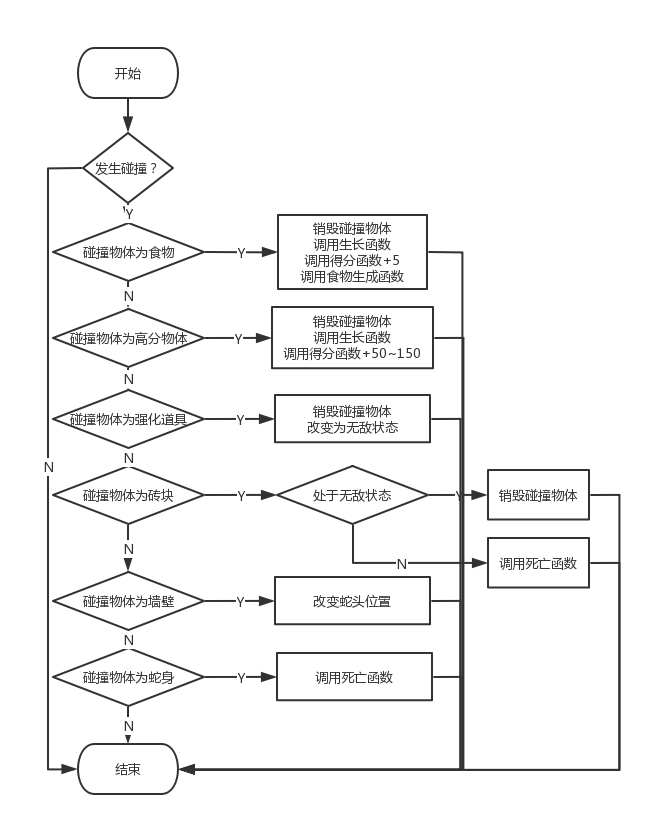 开始
发生碰撞？
Y
碰撞物体为食物
Y
销毁碰撞物体
调用生长函数
调用得分函数+5
调用食物生成函数
N
碰撞物体为高分物体
Y
销毁碰撞物体
调用生长函数
调用得分函数+50~150
N
碰撞物体为强化道具
Y
销毁碰撞物体
改变为无敌状态
N
N
碰撞物体为砖块
Y
处于无敌状态
Y
销毁碰撞物体
N
N
调用死亡函数
碰撞物体为墙壁
Y
改变蛇头位置
N
碰撞物体为蛇身
Y
调用死亡函数
N
结束